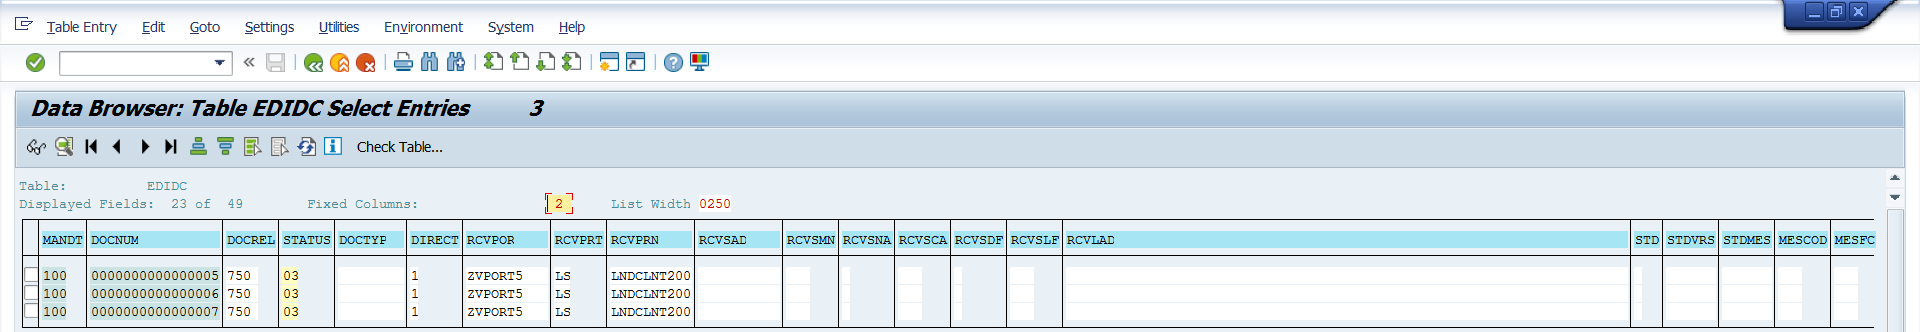 Table Entry Edit Goto Settings Utilities Environment System Help
Data Browser: Table EDIDC Select Entries 3
Check Table...
Table: EDIDC
Displayed Fields: 23 of 49 Fixed Columns: 2 List Width 0250
MANDT DOCNUM DOCREL STATUS DOCTYP DIRECT RCVPOR RCVPRT RCVPRN RCVSAD RCVSMN RCVSNA RCVSCA RCVSDF RCVSLF RCVLAD STD STDVRS STDMES MESCOD MESFC
100 0000000000000005 750 03 1 ZVPORT5 LS LNDCLNT200
100 0000000000000006 750 03 1 ZVPORT5 LS LNDCLNT200
100 0000000000000007 750 03 1 ZVPORT5 LS LNDCLNT200